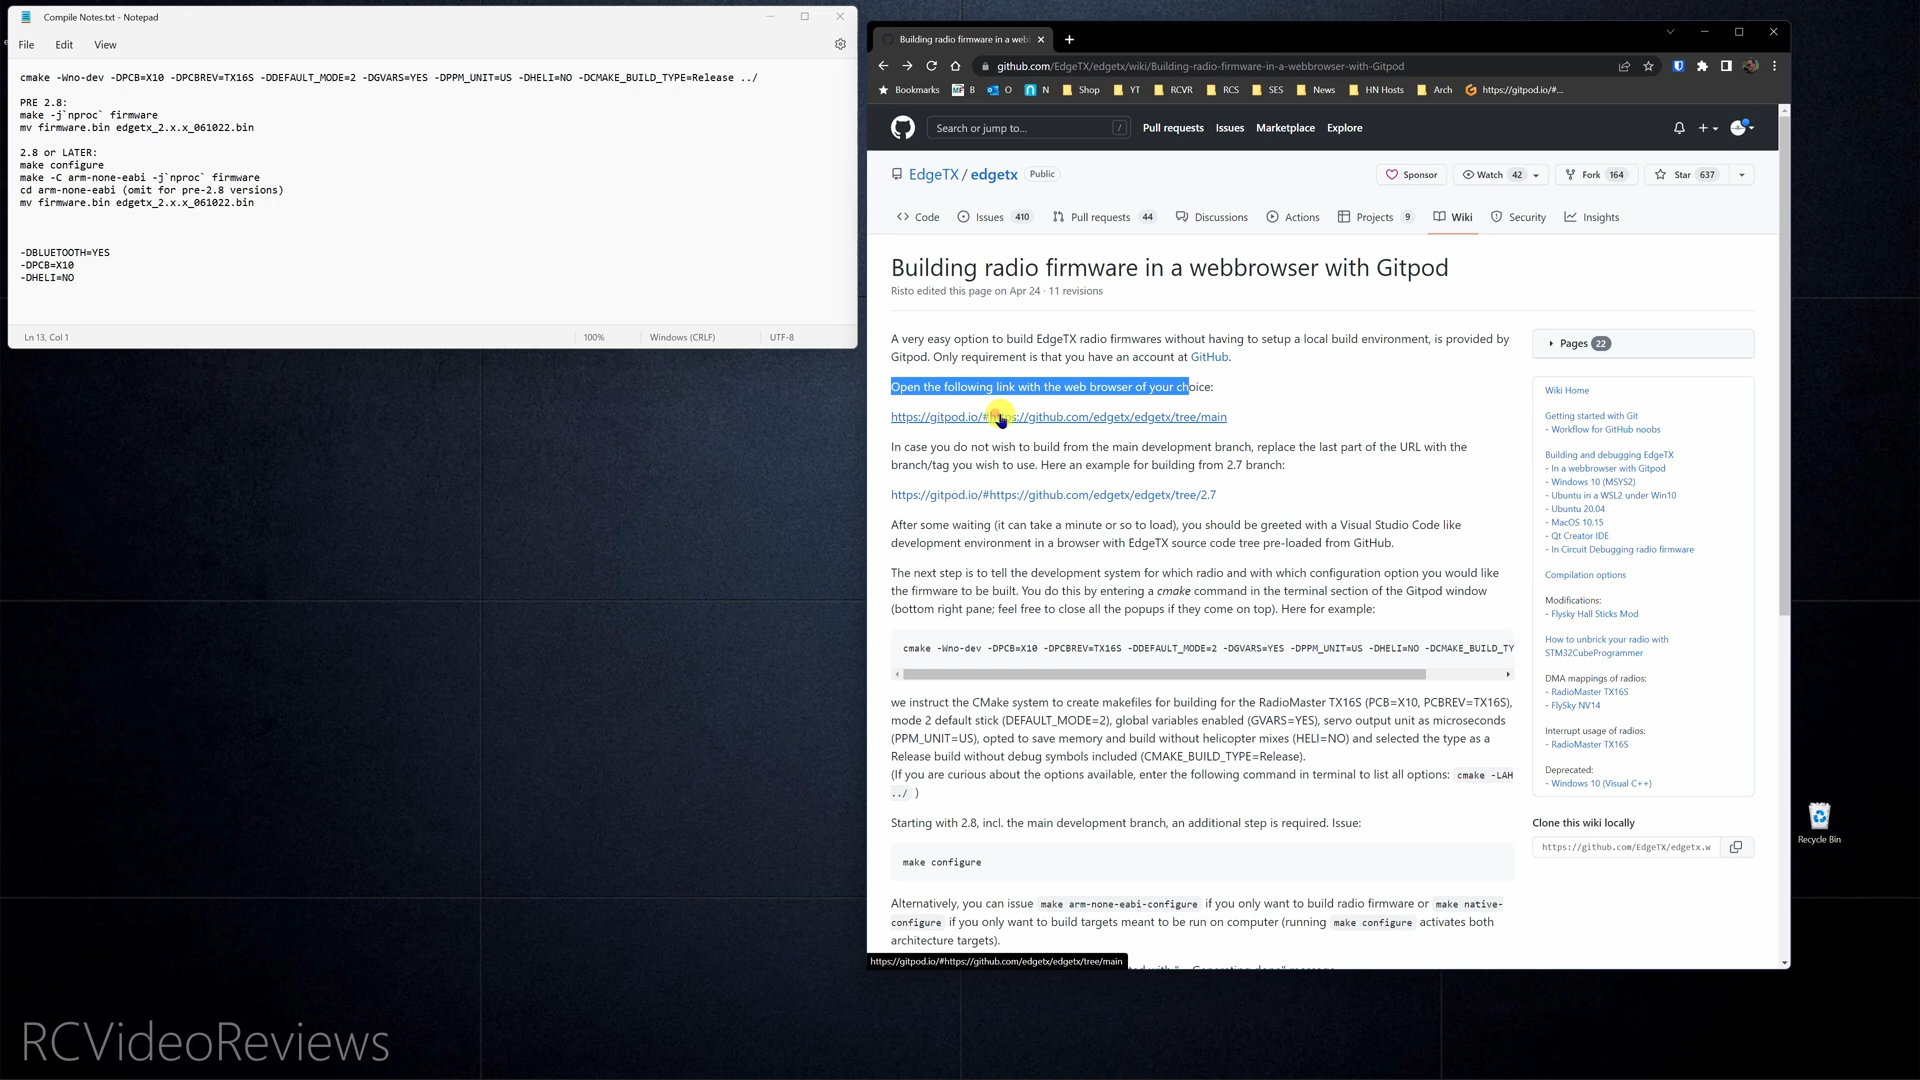 Compile Notes.txt - Notepad
File Edit View
cmake -Wno-dev -DPCB=X10 -DPCBREV=TX16S -DDEFAULT_MODE=2 -DGVARS=YES -DPPM_UNIT=US -DHELI=NO -DCMAKE_BUILD_TYPE=Release ../
PRE 2.8:
make -j`nproc` firmware
mv firmware.bin edgetx_2.x.x_061022.bin
2.8 or LATER:
make configure
make -C arm-none-eabi -j`nproc` firmware
cd arm-none-eabi (omit for pre-2.8 versions)
mv firmware.bin edgetx_2.x.x_061022.bin
-DBLUETOOTH=YES
-DPCB=X10
-DHELI=NO
Ln 13, Col 1 100% Windows (CRLF) UTF-8
Building radio firmware in a web
github.com/EdgeTX/edgetx/wiki/Building-radio-firmware-in-a-webbrowser-with-Gitpod
Bookmarks B O N Shop YT RCVR RCS SES News HN Hosts Arch https://gitpod.io/#...
Search or jump to... / Pull requests Issues Marketplace Explore
EdgeTX / edgetx Public Sponsor Watch 42 Fork 164 Star 637
Code Issues 410 Pull requests 44 Discussions Actions Projects 9 Wiki Security Insights
Building radio firmware in a webbrowser with Gitpod
Risto edited this page on Apr 24 · 11 revisions
A very easy option to build EdgeTX radio firmwares without having to setup a local build environment, is provided by
Gitpod. Only requirement is that you have an account at GitHub.
Open the following link with the web browser of your choice:
https://gitpod.io/#https://github.com/edgetx/edgetx/tree/main
In case you do not wish to build from the main development branch, replace the last part of the URL with the
branch/tag you wish to use. Here an example for building from 2.7 branch:
https://gitpod.io/#https://github.com/edgetx/edgetx/tree/2.7
After some waiting (it can take a minute or so to load), you should be greeted with a Visual Studio Code like
development environment in a browser with EdgeTX source code tree pre-loaded from GitHub.
The next step is to tell the development system for which radio and with which configuration option you would like
the firmware to be built. You do this by entering a cmake command in the terminal section of the Gitpod window
(bottom right pane; feel free to close all the popups if they come on top). Here for example:
cmake -Wno-dev -DPCB=X10 -DPCBREV=TX16S -DDEFAULT_MODE=2 -DGVARS=YES -DPPM_UNIT=US -DHELI=NO -DCMAKE_BUILD_TY
we instruct the CMake system to create makefiles for building for the RadioMaster TX16S (PCB=X10, PCBREV=TX16S),
mode 2 default stick (DEFAULT_MODE=2), global variables enabled (GVARS=YES), servo output unit as microseconds
(PPM_UNIT=US), opted to save memory and build without helicopter mixes (HELI=NO) and selected the type as a
Release build without debug symbols included (CMAKE_BUILD_TYPE=Release).
(If you are curious about the options available, enter the following command in terminal to list all options: cmake -LAH
../ )
Starting with 2.8, incl. the main development branch, an additional step is required. Issue:
make configure
Alternatively, you can issue make arm-none-eabi-configure if you only want to build radio firmware or make native-
configure if you only want to build targets meant to be run on computer (running make configure activates both
architecture targets).
https://gitpod.io/#https://github.com/edgetx/edgetx/tree/main
Pages 22
Wiki Home
Getting started with Git
- Workflow for GitHub noobs
Building and debugging EdgeTX
- In a webbrowser with Gitpod
- Windows 10 (MSYS2)
- Ubuntu in a WSL2 under Win10
- Ubuntu 20.04
- MacOS 10.15
- Qt Creator IDE
- In Circuit Debugging radio firmware
Compilation options
Modifications:
- Flysky Hall Sticks Mod
How to unbrick your radio with
STM32CubeProgrammer
DMA mappings of radios:
- RadioMaster TX16S
- FlySky NV14
Interrupt usage of radios:
- RadioMaster TX16S
Deprecated:
- Windows 10 (Visual C++)
Clone this wiki locally
https://github.com/EdgeTX/edgetx.w
Recycle Bin
RCVideoReviews